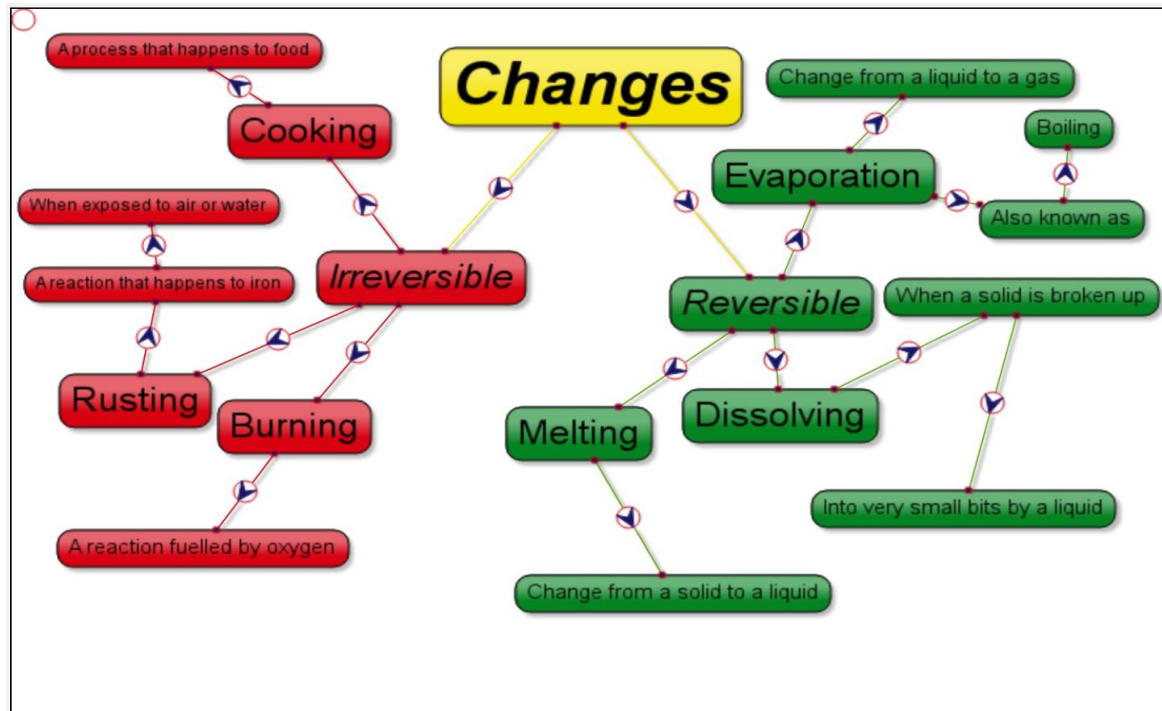 Changes
Irreversible
Cooking
A process that happens to food
Rusting
A reaction that happens to iron
When exposed to air or water
Burning
A reaction fuelled by oxygen
Reversible
Evaporation
Change from a liquid to a gas
Also known as
Boiling
Dissolving
When a solid is broken up
Into very small bits by a liquid
Melting
Change from a solid to a liquid